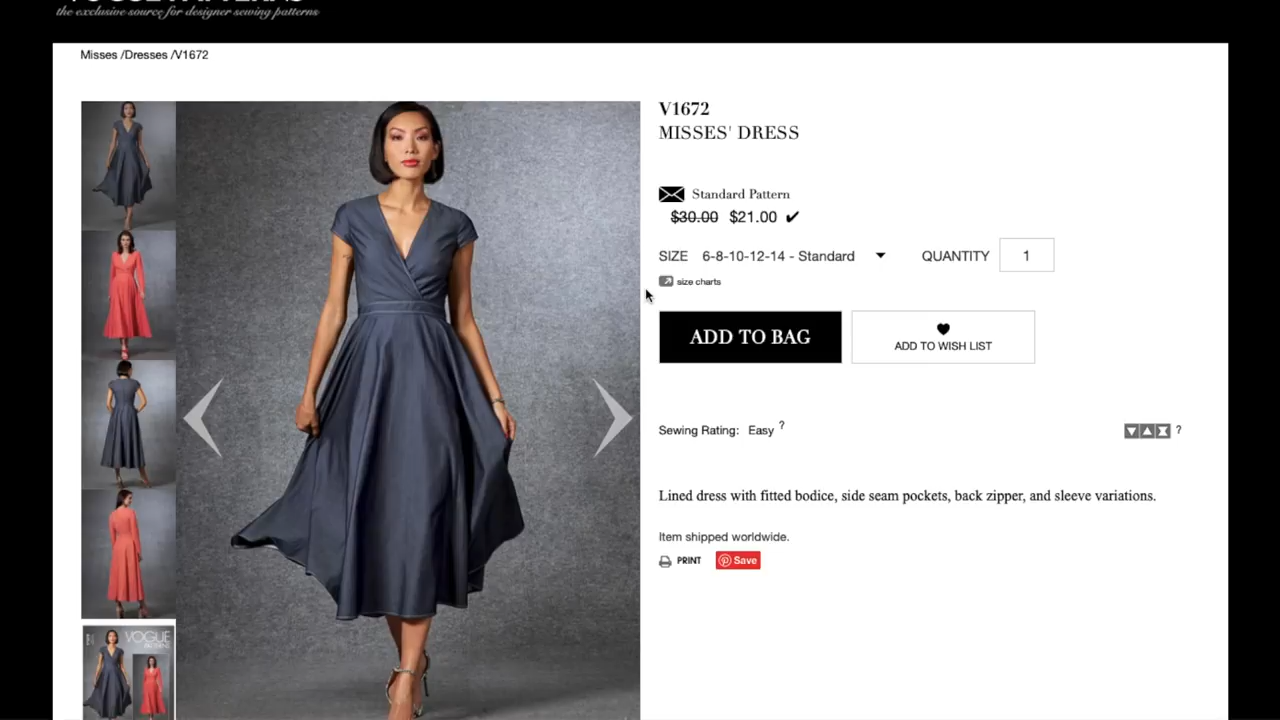 VOGUE PATTERNS
the exclusive source for designer sewing patterns
Misses /Dresses /V1672
V1672
MISSES' DRESS
Standard Pattern
$30.00 $21.00 ✔
SIZE 6-8-10-12-14 - Standard QUANTITY 1
size charts
ADD TO BAG
ADD TO WISH LIST
Sewing Rating: Easy ?
?
Lined dress with fitted bodice, side seam pockets, back zipper, and sleeve variations.
Item shipped worldwide.
PRINT Save
VOGUE
PATTERNS